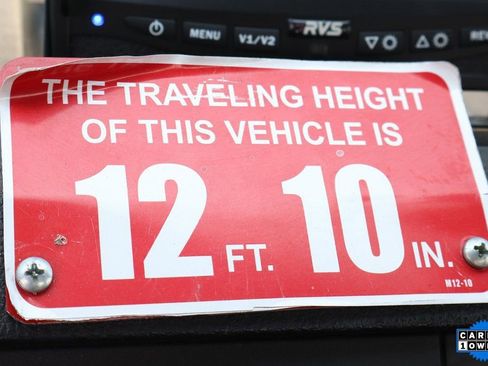 MENU V1/V2 RVS
THE TRAVELING HEIGHT
OF THIS VEHICLE IS
12 FT. 10 IN.
M12-10